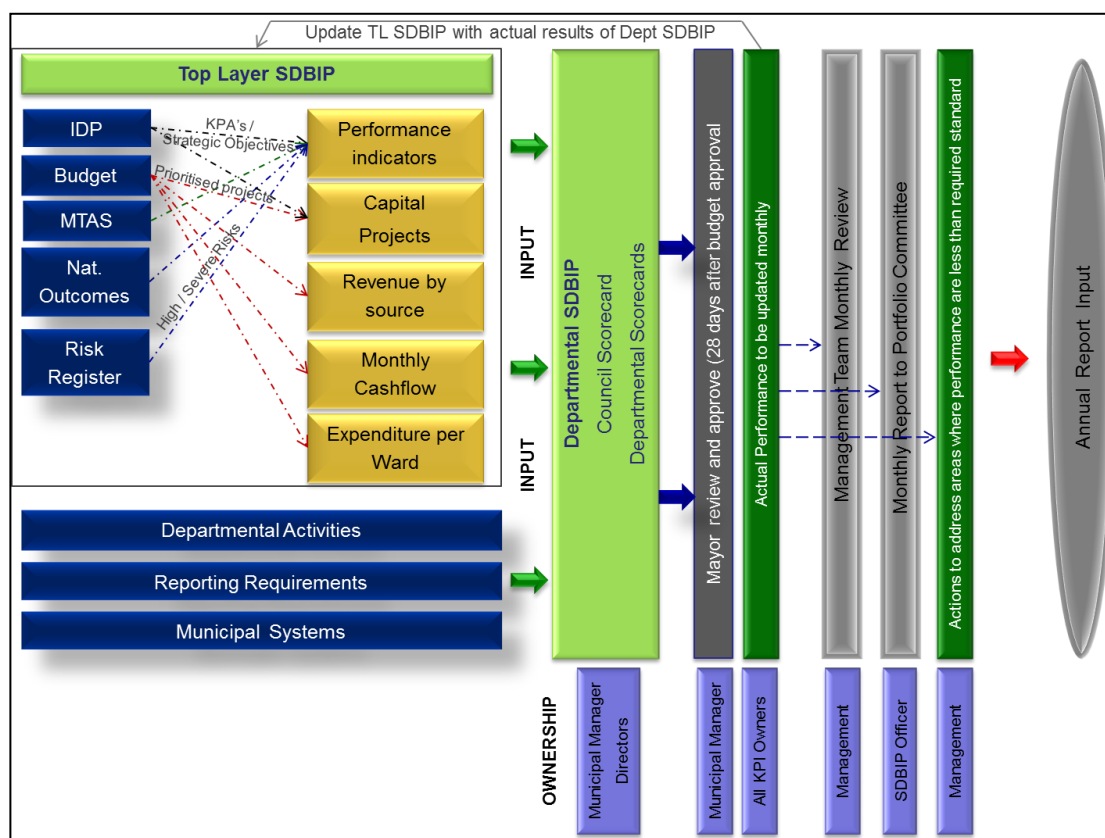 Update TL SDBIP with actual results of Dept SDBIP
Top Layer SDBIP
IDP
Budget
MTAS
Nat.
Outcomes
Risk
Register
KPA's /
Strategic Objectives
Prioritised projects
High / Severe Risks
Performance
indicators
Capital
Projects
Revenue by
source
Monthly
Cashflow
Expenditure per
Ward
Departmental Activities
Reporting Requirements
Municipal Systems
INPUT
INPUT
Departmental SDBIP
Council Scorecard
Departmental Scorecards
Mayor review and approve (28 days after budget approval
Actual Performance to be updated monthly
Management Team Monthly Review
Monthly Report to Portfolio Committee
Actions to address areas where performance are less than required standard
Annual Report Input
OWNERSHIP
Municipal Manager
Directors
Municipal Manager
All KPI Owners
Management
SDBIP Officer
Management